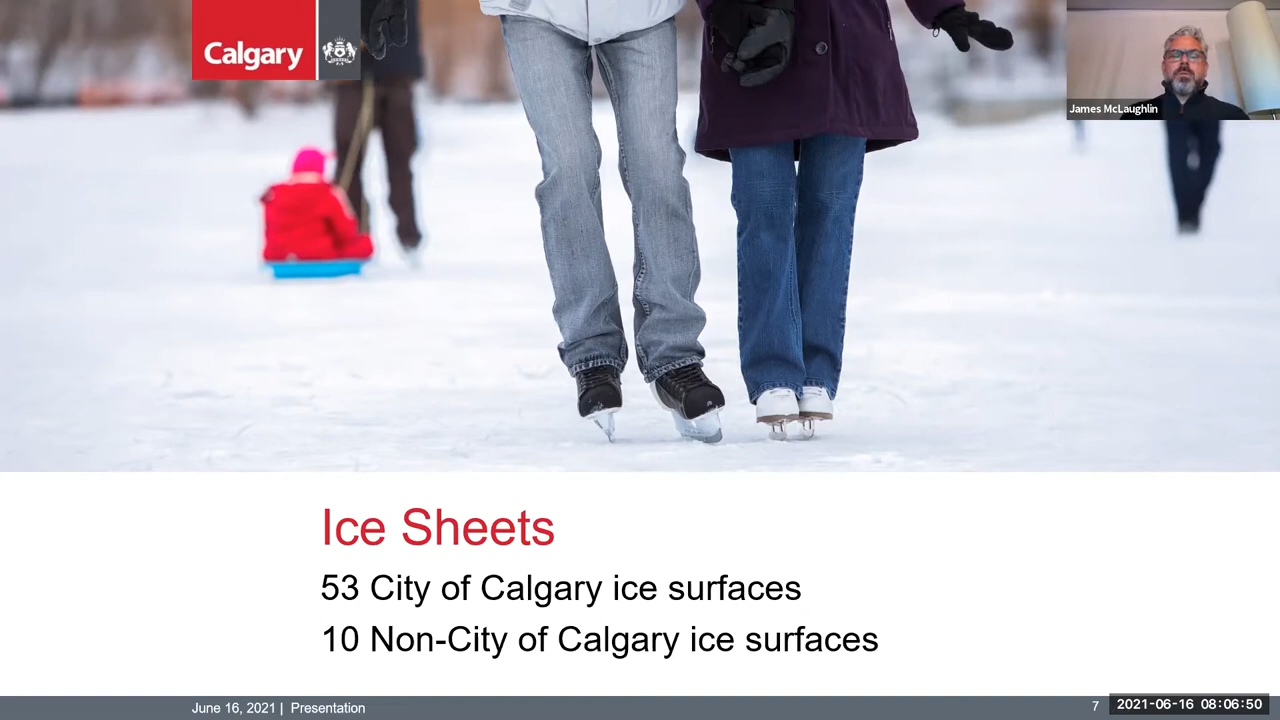 Calgary
James McLaughlin
Ice Sheets
53 City of Calgary ice surfaces
10 Non-City of Calgary ice surfaces
June 16, 2021 | Presentation
7
2021-06-16 08:06:50